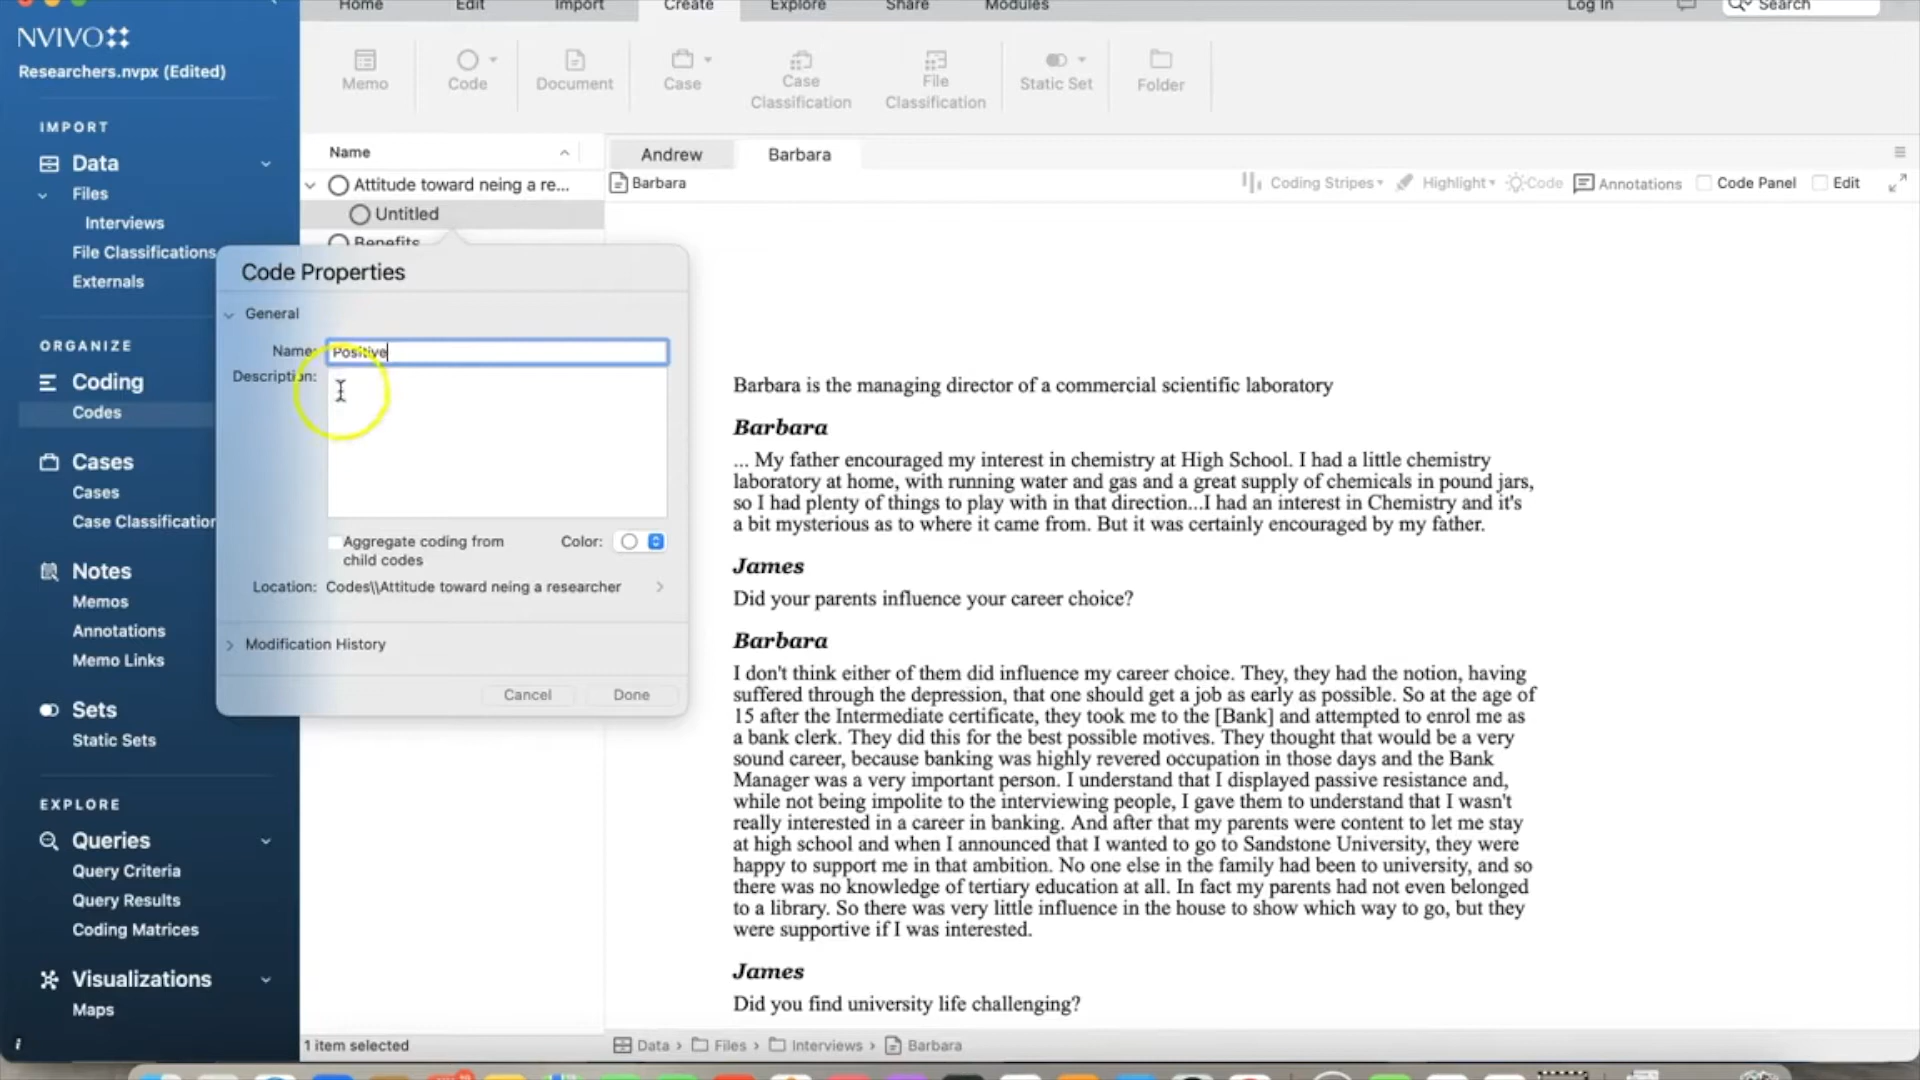 Home Edit Import Create Explore Share Modules Log In Search
NVIVO
Researchers.nvpx (Edited)
Memo Code Document Case Case Classification File Classification Static Set Folder
IMPORT
Data
Files
Interviews
File Classifications
Externals
ORGANIZE
Coding
Codes
Cases
Cases
Case Classification
Notes
Memos
Annotations
Memo Links
Sets
Static Sets
EXPLORE
Queries
Query Criteria
Query Results
Coding Matrices
Visualizations
Maps
Name
Attitude toward neing a re...
Untitled
Benefits
1 item selected
Code Properties
General
Name: Positive
Description:
Aggregate coding from
child codes
Color:
Location: Codes\\Attitude toward neing a researcher
Modification History
Cancel Done
Andrew Barbara
Barbara Coding Stripes Highlight Code Annotations Code Panel Edit
Barbara is the managing director of a commercial scientific laboratory
Barbara
... My father encouraged my interest in chemistry at High School. I had a little chemistry
laboratory at home, with running water and gas and a great supply of chemicals in pound jars,
so I had plenty of things to play with in that direction...I had an interest in Chemistry and it's
a bit mysterious as to where it came from. But it was certainly encouraged by my father.
James
Did your parents influence your career choice?
Barbara
I don't think either of them did influence my career choice. They, they had the notion, having
suffered through the depression, that one should get a job as early as possible. So at the age of
15 after the Intermediate certificate, they took me to the [Bank] and attempted to enrol me as
a bank clerk. They did this for the best possible motives. They thought that would be a very
sound career, because banking was highly revered occupation in those days and the Bank
Manager was a very important person. I understand that I displayed passive resistance and,
while not being impolite to the interviewing people, I gave them to understand that I wasn't
really interested in a career in banking. And after that my parents were content to let me stay
at high school and when I announced that I wanted to go to Sandstone University, they were
happy to support me in that ambition. No one else in the family had been to university, and so
there was no knowledge of tertiary education at all. In fact my parents had not even belonged
to a library. So there was very little influence in the house to show which way to go, but they
were supportive if I was interested.
James
Did you find university life challenging?
Data › Files › Interviews › Barbara